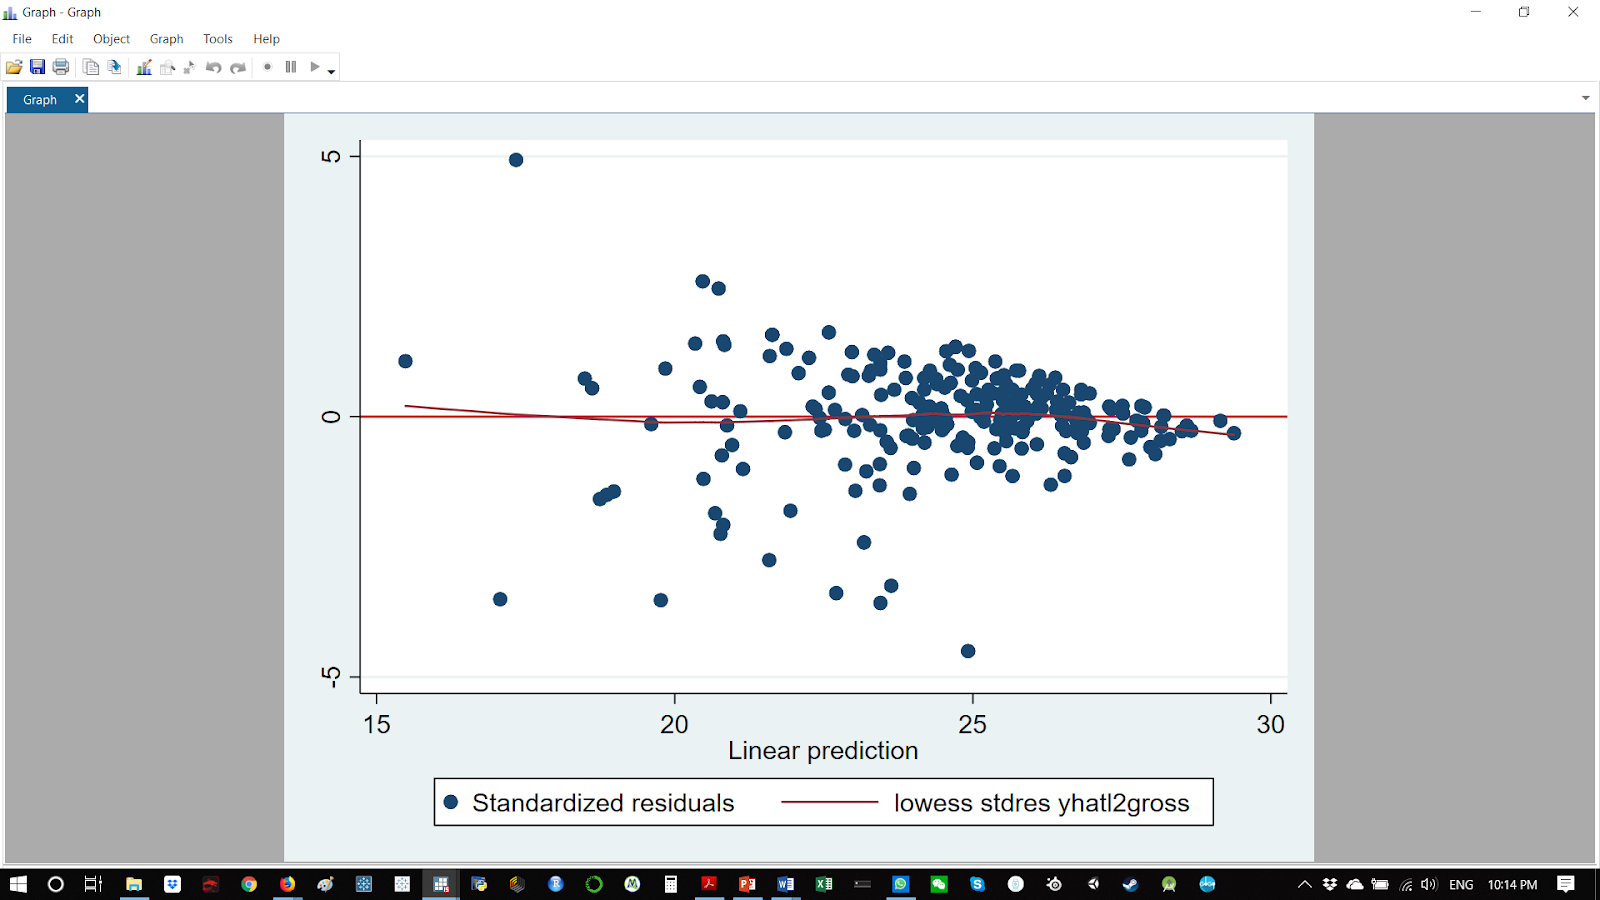 Graph - Graph
File Edit Object Graph Tools Help
Graph
5
0
-5
15 20 25 30
Linear prediction
Standardized residuals lowess stdres yhatl2gross
ENG 10:14 PM